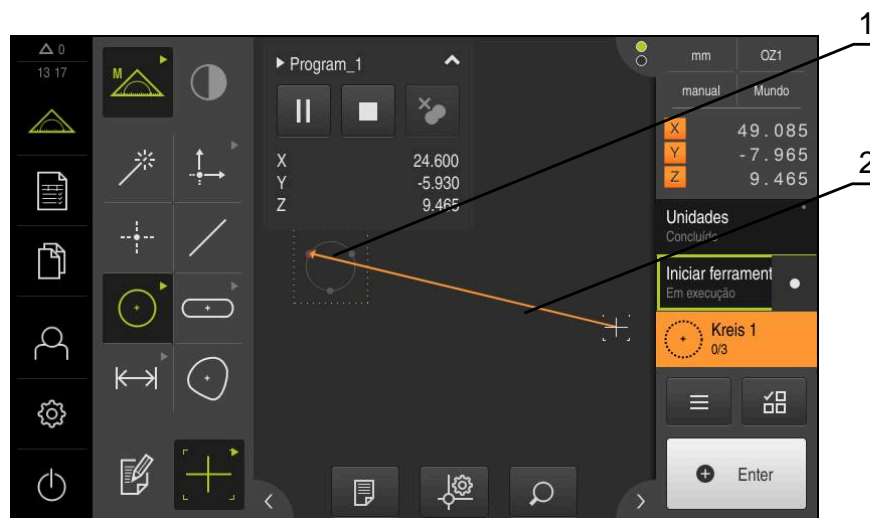 1
2
0
13 17
M
Program_1
X 24.600
Y -5.930
Z 9.465
mm OZ1
manual Mundo
X 49.085
Y -7.965
Z 9.465
Unidades
Concluído
Iniciar ferrament
Em execução
Kreis 1
0/3
Enter